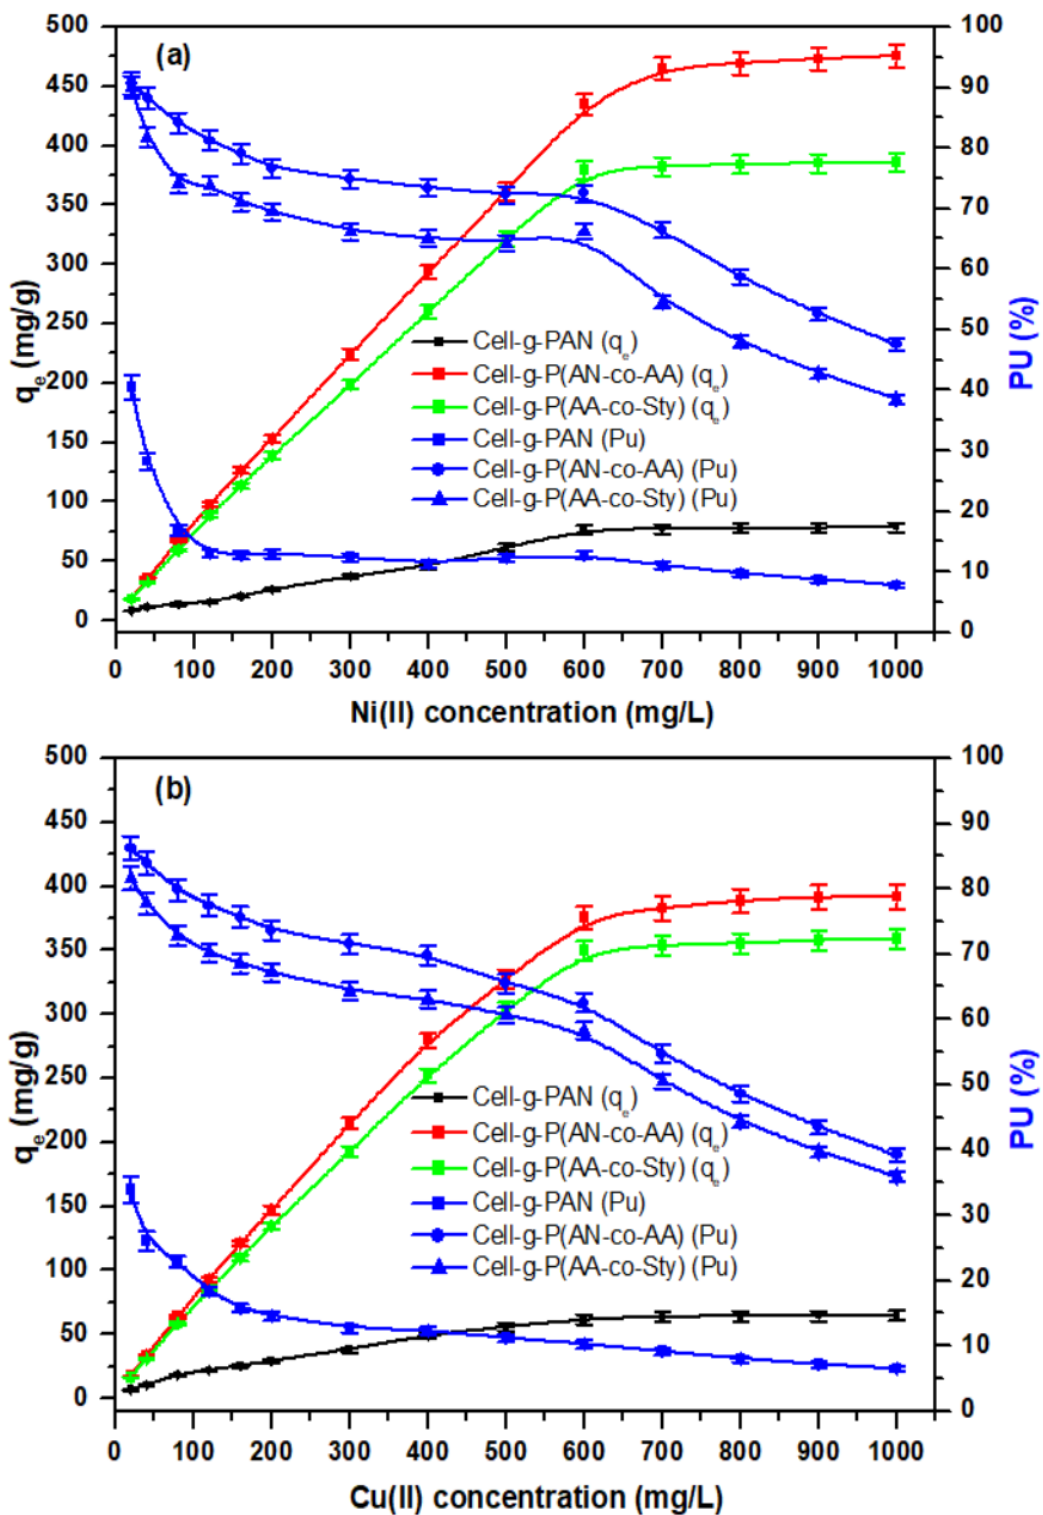 (a)
500
450
400
350
300
250
200
150
100
50
0
qe (mg/g)
100
90
80
70
60
50
40
30
20
10
0
PU (%)
Cell-g-PAN (qe)
Cell-g-P(AN-co-AA) (qe)
Cell-g-P(AA-co-Sty) (qe)
Cell-g-PAN (Pu)
Cell-g-P(AN-co-AA) (Pu)
Cell-g-P(AA-co-Sty) (Pu)
0 100 200 300 400 500 600 700 800 900 1000
Ni(II) concentration (mg/L)
(b)
500
450
400
350
300
250
200
150
100
50
0
qe (mg/g)
100
90
80
70
60
50
40
30
20
10
0
PU (%)
Cell-g-PAN (qe)
Cell-g-P(AN-co-AA) (qe)
Cell-g-P(AA-co-Sty) (qe)
Cell-g-PAN (Pu)
Cell-g-P(AN-co-AA) (Pu)
Cell-g-P(AA-co-Sty) (Pu)
0 100 200 300 400 500 600 700 800 900 1000
Cu(II) concentration (mg/L)